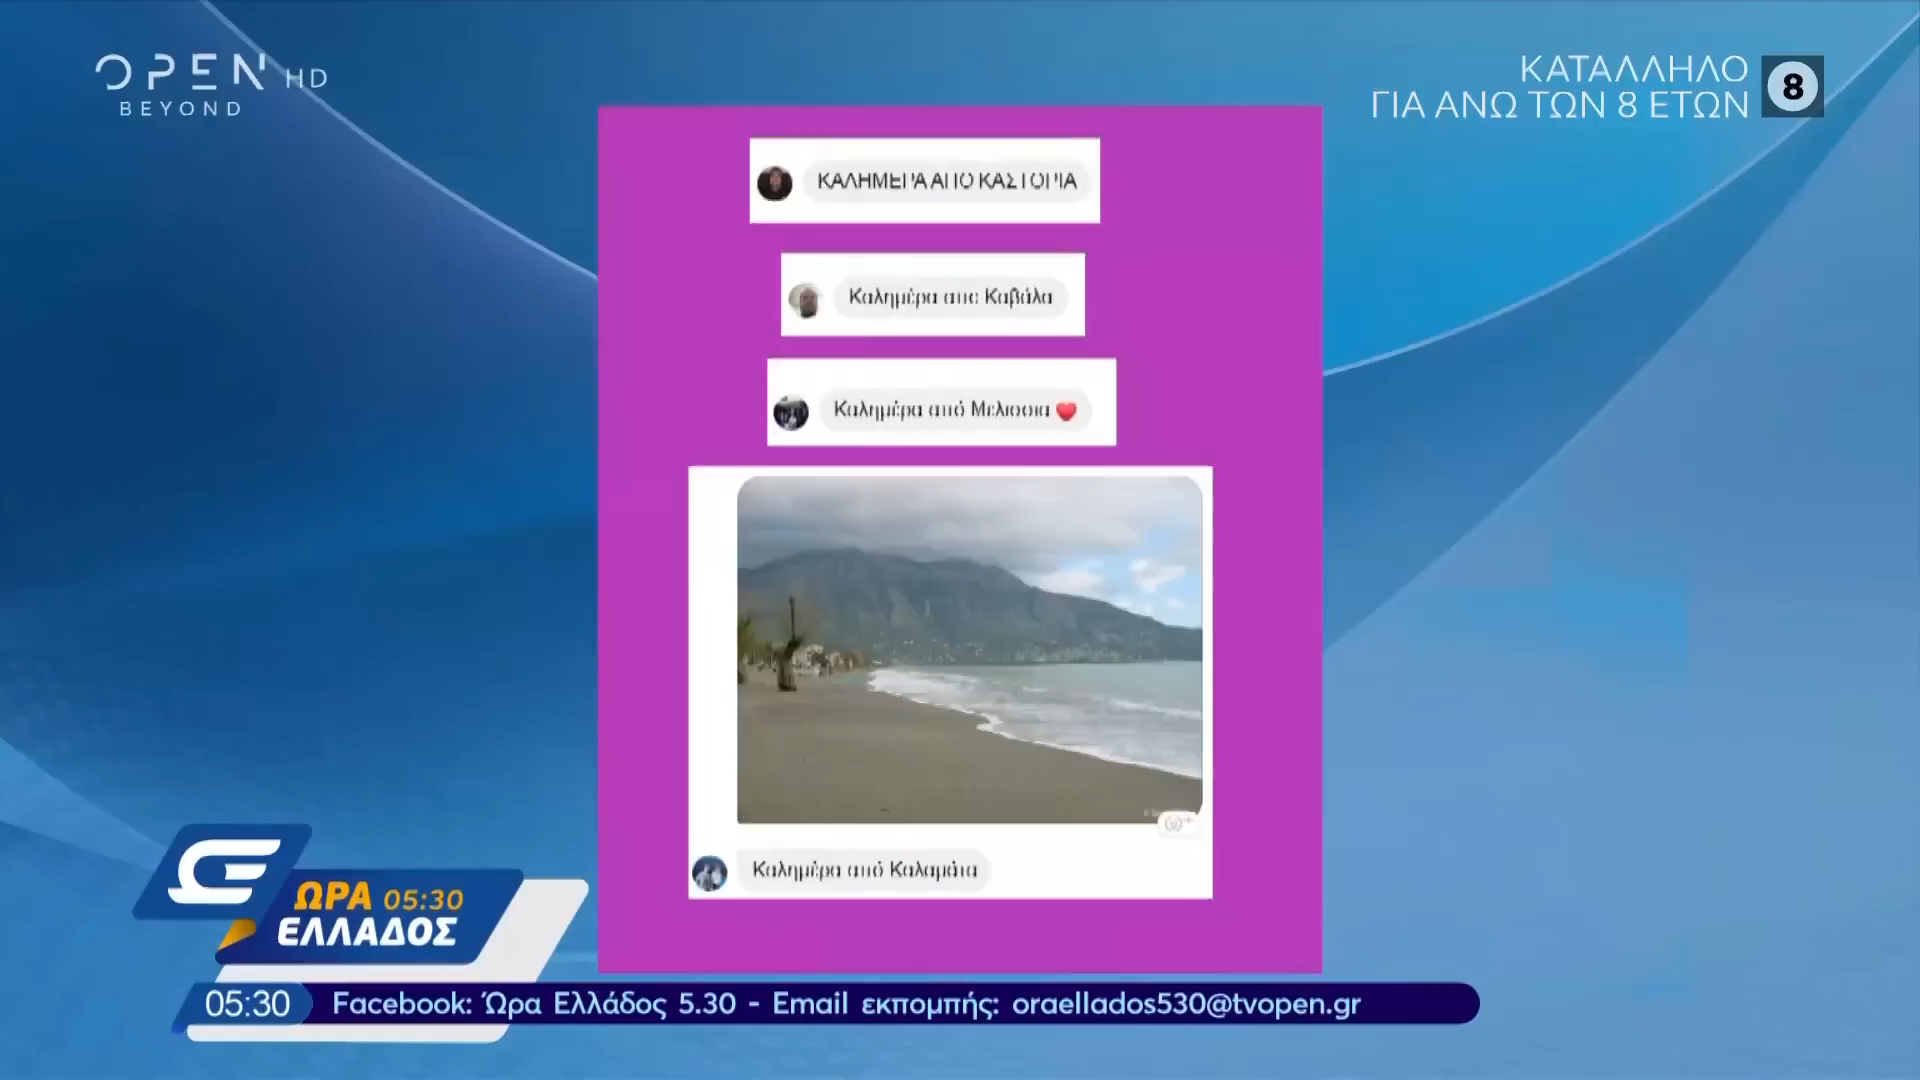 OPEN HD
BEYOND
ΚΑΤΑΛΛΗΛΟ
ΓΙΑ ΑΝΩ ΤΩΝ 8 ΕΤΩΝ
8
ΚΑΛΗΜΕΡΑ ΑΠΟ ΚΑΣΤΟΡΙΑ
Καλημέρα απο Καβάλα
Καλημέρα από Μελισσια ❤
Καλημέρα από Καλαμάτα
ΩΡΑ 05:30
ΕΛΛΑΔΟΣ
05:30 Facebook: Ώρα Ελλάδος 5.30 - Email εκπομπής: oraellados530@tvopen.gr